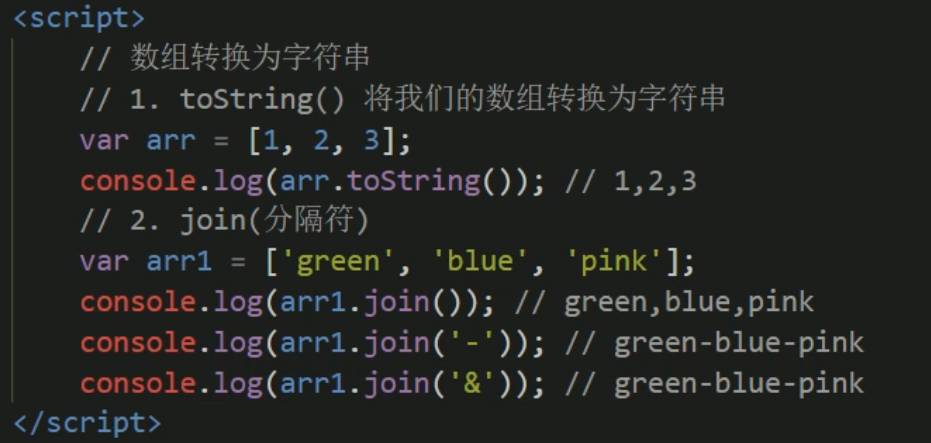 <script>
// 数组转换为字符串
// 1. toString() 将我们的数组转换为字符串
var arr = [1, 2, 3];
console.log(arr.toString()); // 1,2,3
// 2. join(分隔符)
var arr1 = ['green', 'blue', 'pink'];
console.log(arr1.join()); // green,blue,pink
console.log(arr1.join('-')); // green-blue-pink
console.log(arr1.join('&')); // green-blue-pink
</script>